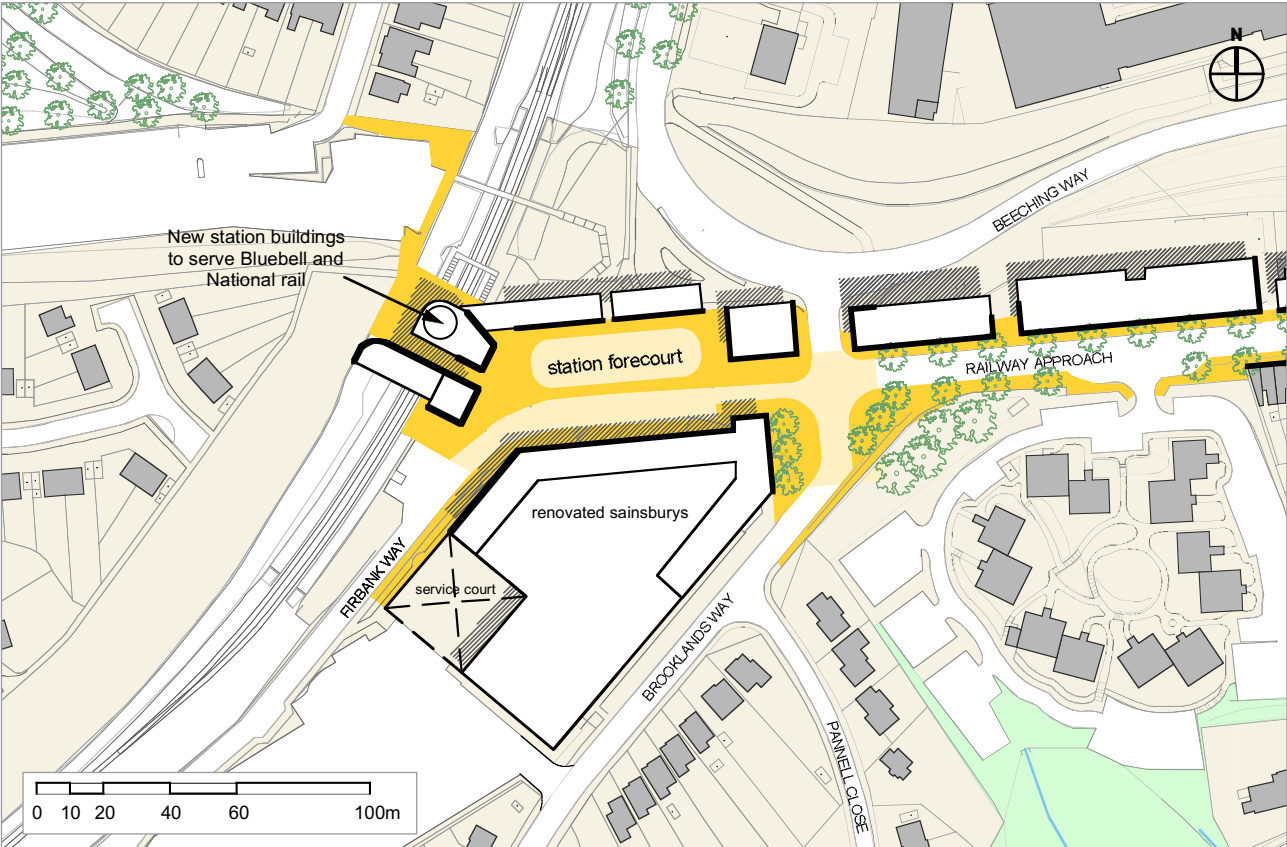 N
BEECHING WAY
New station buildings
to serve Bluebell and
National rail
station forecourt
RAILWAY APPROACH
renovated sainsburys
FIRBANK WAY
service court
BROOKLANDS WAY
PANNELL CLOSE
0 10 20 40 60 100m